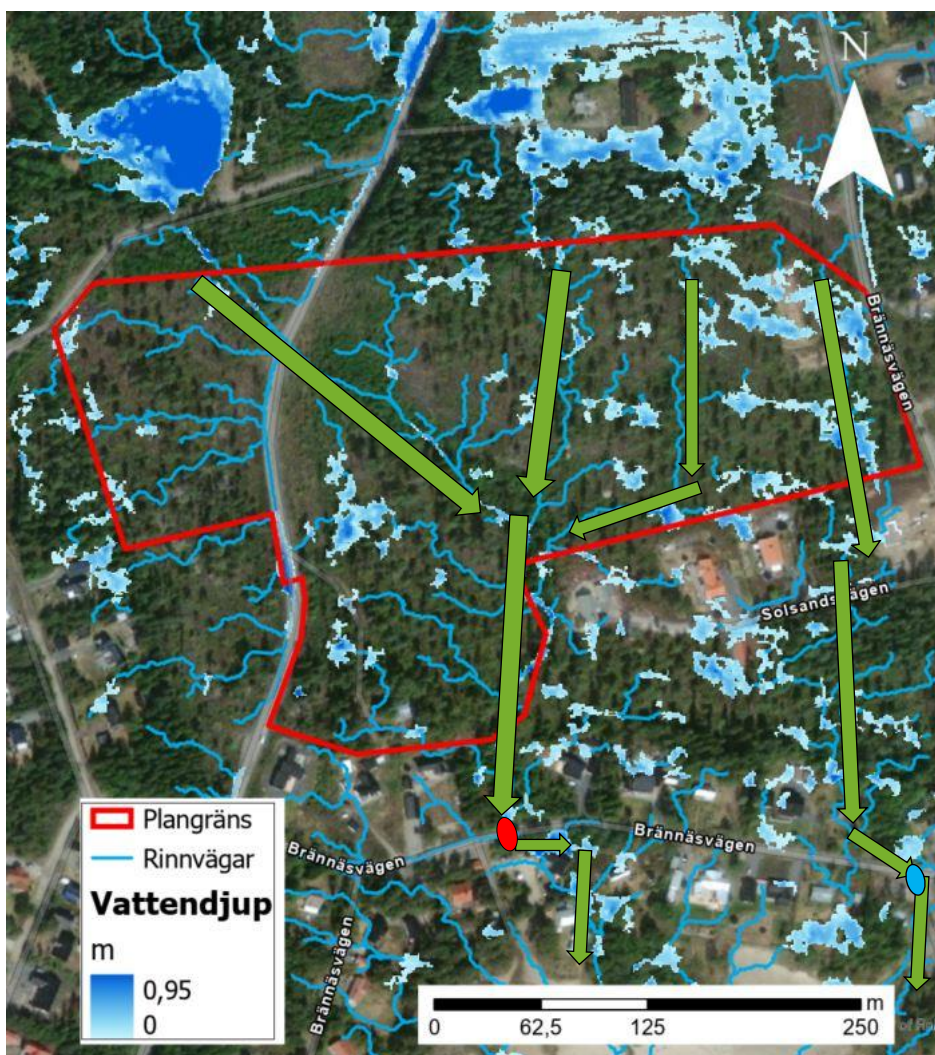 N
Brännäsvägen
Solsandsvägen
Brännäsvägen
Brännäsvägen
Brännäsvägen
Plangräns
Rinnvägar
Vattendjup
m
0,95
0
m
0 62,5 125 250